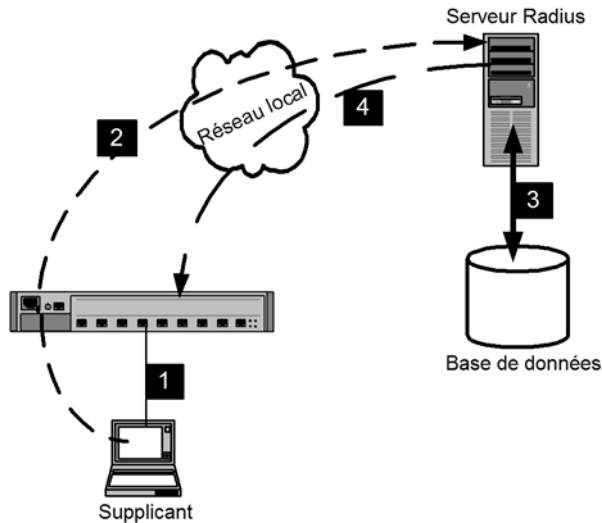 Serveur Radius
Réseau local
4
2
3
Base de données
1
Supplicant